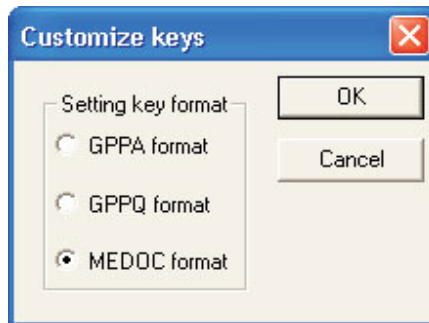 Customize keys
Setting key format
GPPA format
GPPQ format
MEDOC format
OK
Cancel